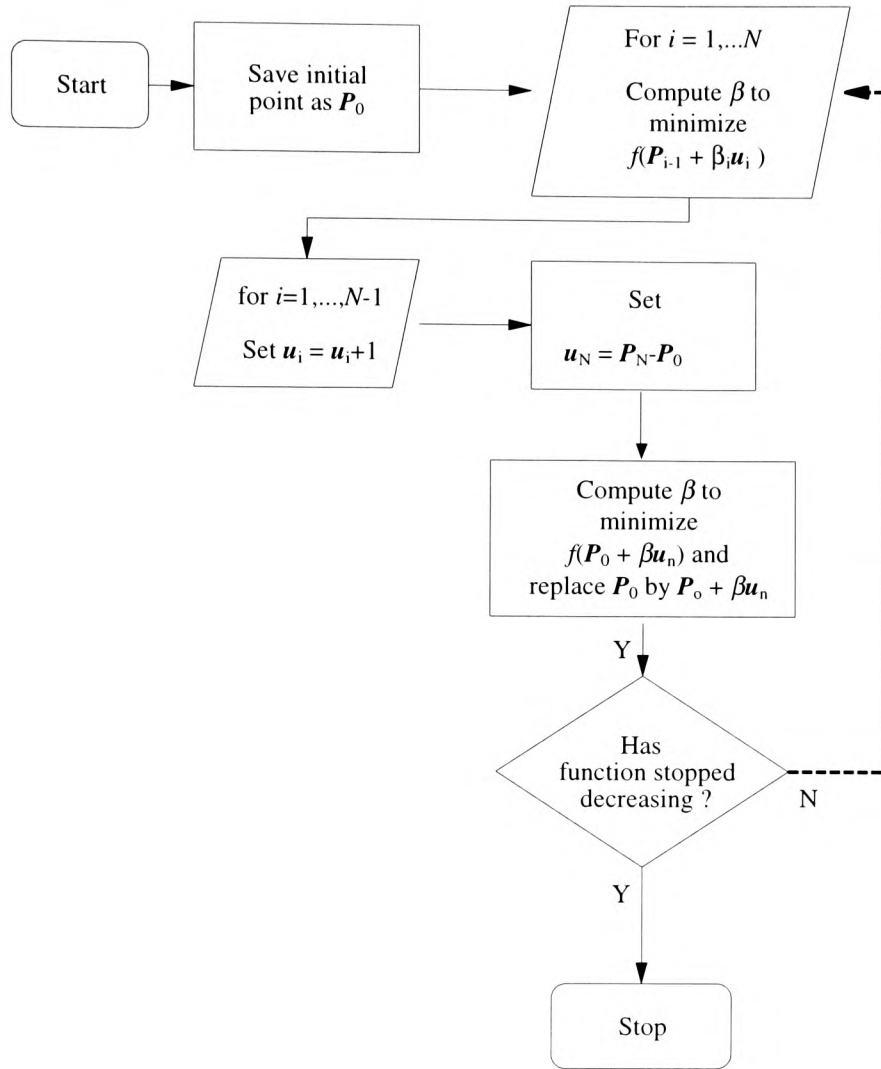 Start
Save initial
point as P₀
For i = 1,...N
Compute β to
minimize
f(Pᵢ₋₁ + βᵢuᵢ )
for i=1,...,N-1
Set uᵢ = uᵢ+1
Set
u_N = P_N-P₀
Compute β to
minimize
f(P₀ + βuₙ) and
replace P₀ by Pₒ + βuₙ
Y
Has
function stopped
decreasing ?
N
Y
Stop